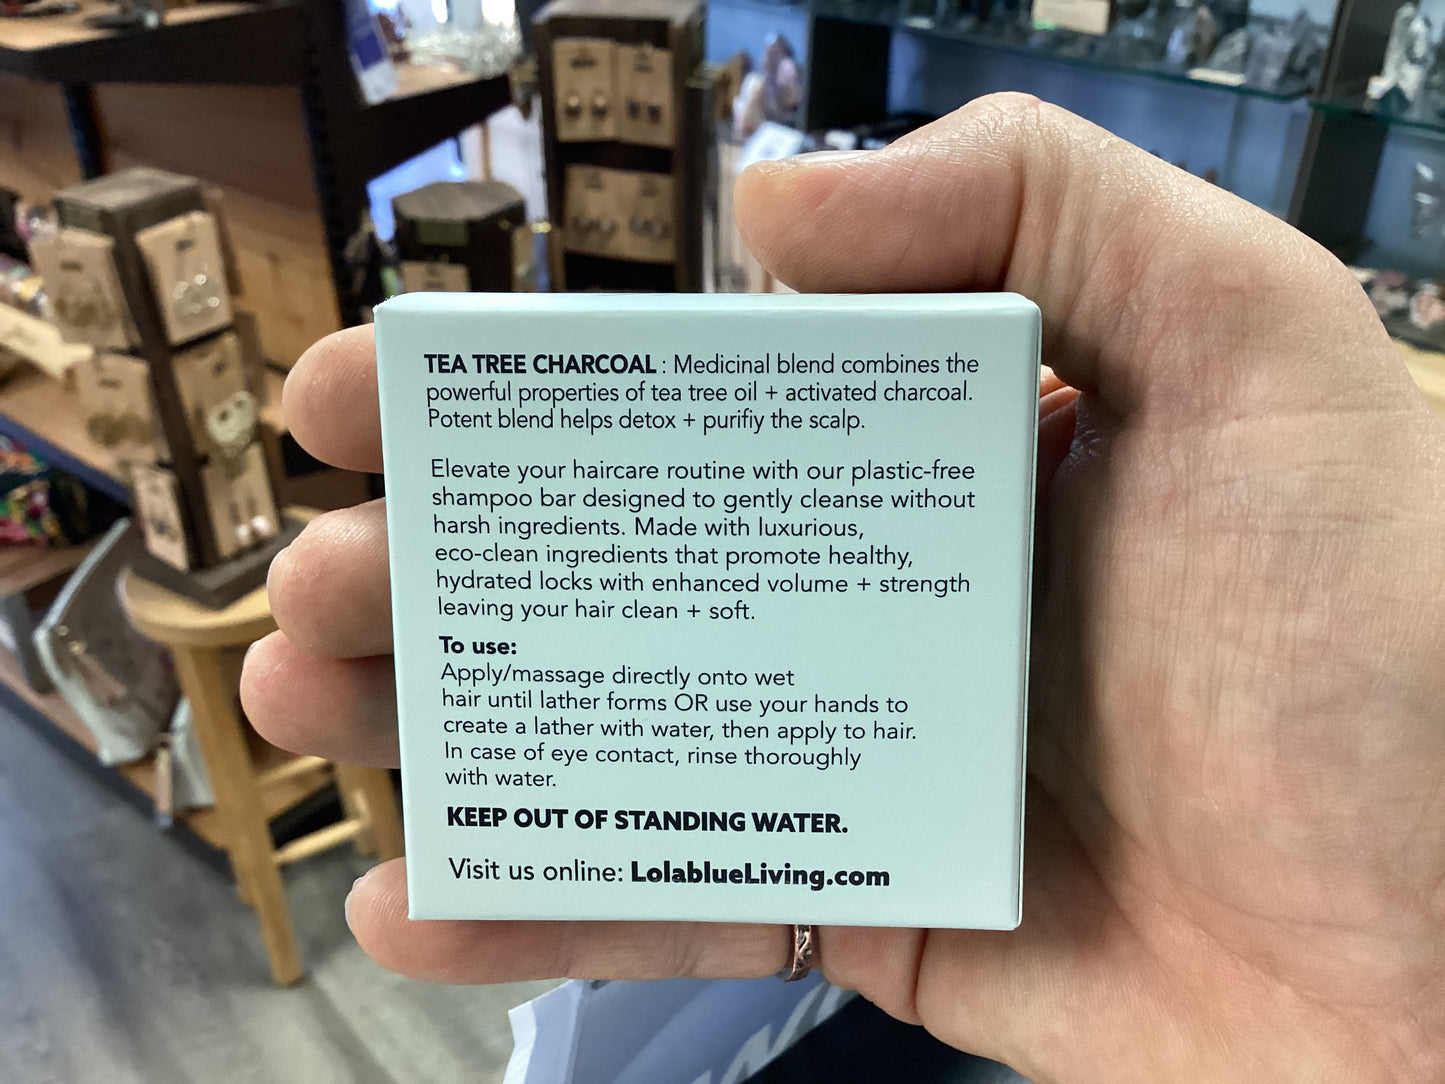 TEA TREE CHARCOAL : Medicinal blend combines the
powerful properties of tea tree oil + activated charcoal.
Potent blend helps detox + purifiy the scalp.
Elevate your haircare routine with our plastic-free
shampoo bar designed to gently cleanse without
harsh ingredients. Made with luxurious,
eco-clean ingredients that promote healthy,
hydrated locks with enhanced volume + strength
leaving your hair clean + soft.
To use:
Apply/massage directly onto wet
hair until lather forms OR use your hands to
create a lather with water, then apply to hair.
In case of eye contact, rinse thoroughly
with water.
KEEP OUT OF STANDING WATER.
Visit us online: LolablueLiving.com